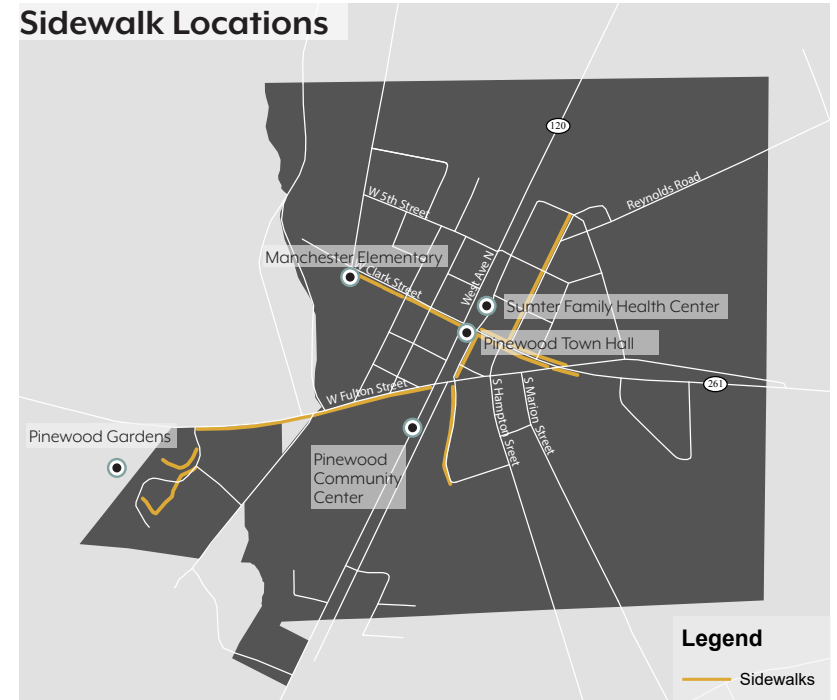 Sidewalk Locations
120
Reynolds Road
W 5th Street
Manchester Elementary
W Clark Street
West Ave N
Sumter Family Health Center
Pinewood Town Hall
261
W Fulton Street
S Hampton Sreet
S Marion Street
Pinewood Gardens
Pinewood
Community
Center
Legend
Sidewalks